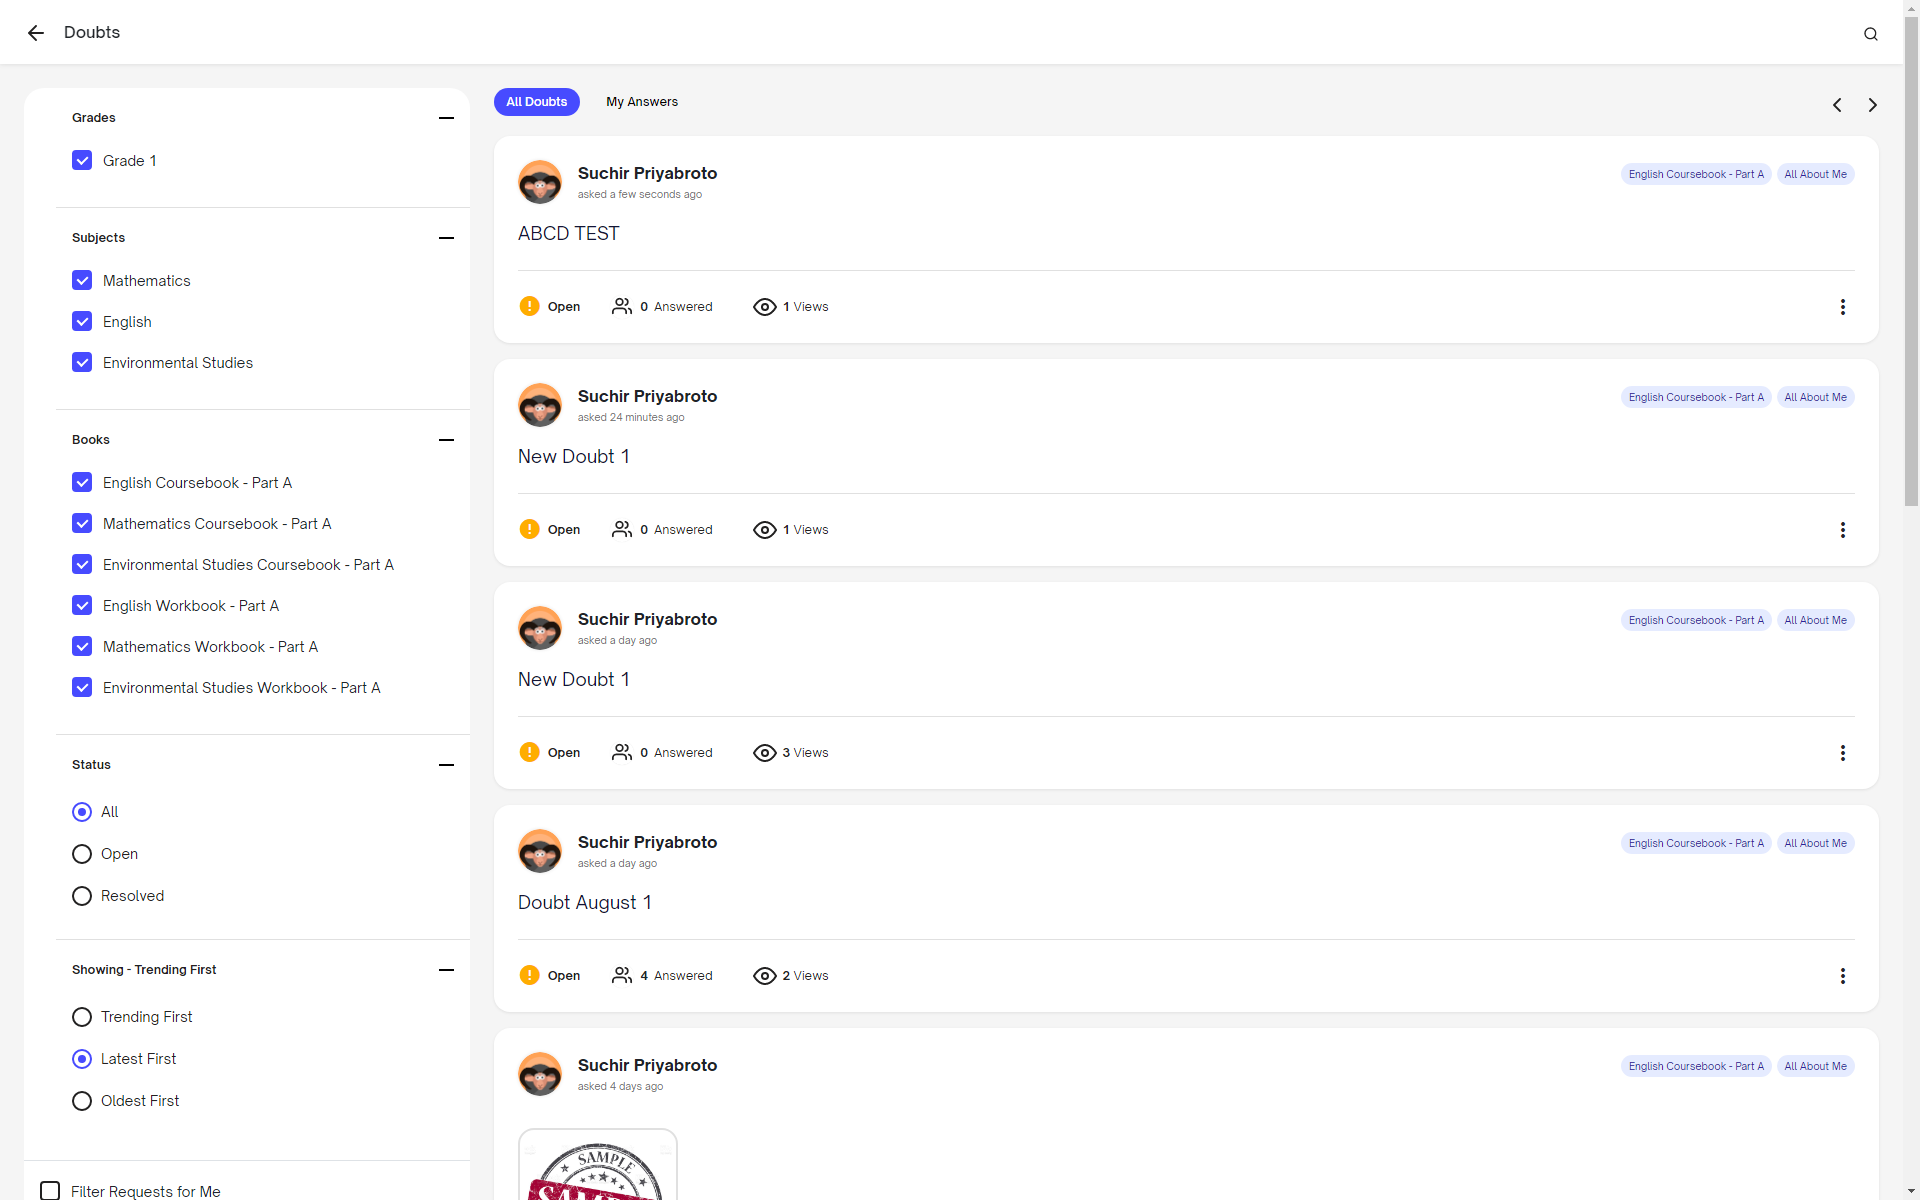 Doubts
Grades
Grade 1
Subjects
Mathematics
English
Environmental Studies
Books
English Coursebook - Part A
Mathematics Coursebook - Part A
Environmental Studies Coursebook - Part A
English Workbook - Part A
Mathematics Workbook - Part A
Environmental Studies Workbook - Part A
Status
All
Open
Resolved
Showing - Trending First
Trending First
Latest First
Oldest First
Filter Requests for Me
All Doubts My Answers
Suchir Priyabroto English Coursebook - Part A All About Me
asked a few seconds ago
ABCD TEST
Open 0 Answered 1 Views
Suchir Priyabroto English Coursebook - Part A All About Me
asked 24 minutes ago
New Doubt 1
Open 0 Answered 1 Views
Suchir Priyabroto English Coursebook - Part A All About Me
asked a day ago
New Doubt 1
Open 0 Answered 3 Views
Suchir Priyabroto English Coursebook - Part A All About Me
asked a day ago
Doubt August 1
Open 4 Answered 2 Views
Suchir Priyabroto English Coursebook - Part A All About Me
asked 4 days ago
SAMPLE